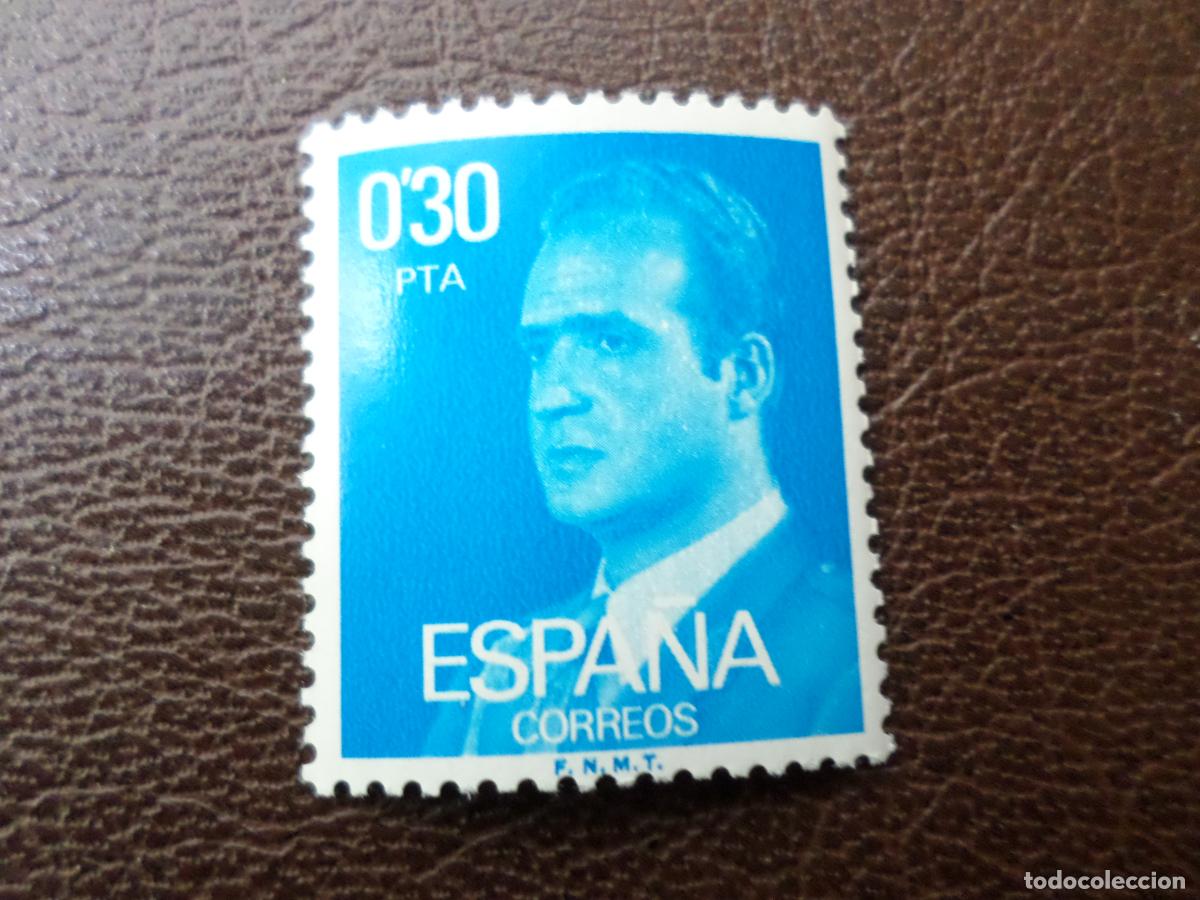 0'30
PTA
ESPAÑA
CORREOS
F. N. M. T.
todocoleccion